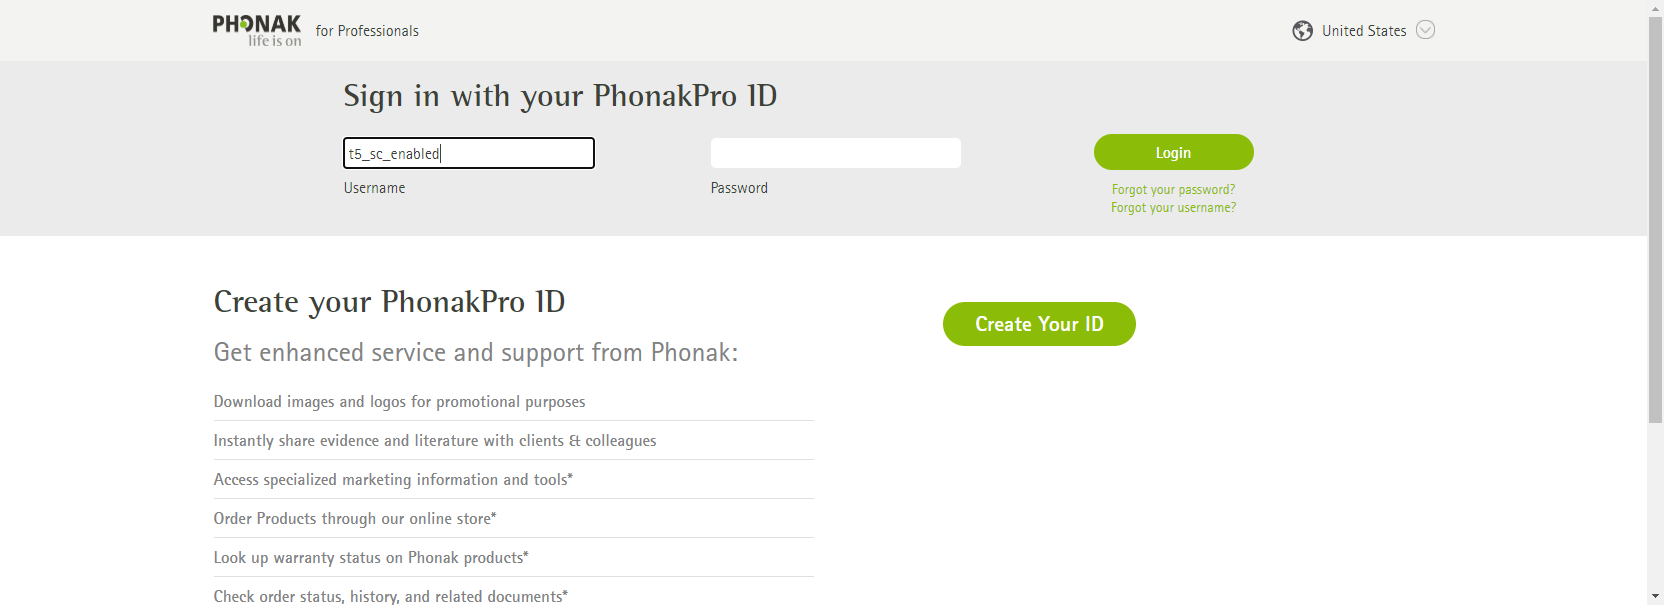 PHONAK
life is on
for Professionals
United States
Sign in with your PhonakPro ID
t5_sc_enabled
Username
Password
Login
Forgot your password?
Forgot your username?
Create your PhonakPro ID
Create Your ID
Get enhanced service and support from Phonak:
Download images and logos for promotional purposes
Instantly share evidence and literature with clients & colleagues
Access specialized marketing information and tools*
Order Products through our online store*
Look up warranty status on Phonak products*
Check order status, history, and related documents*